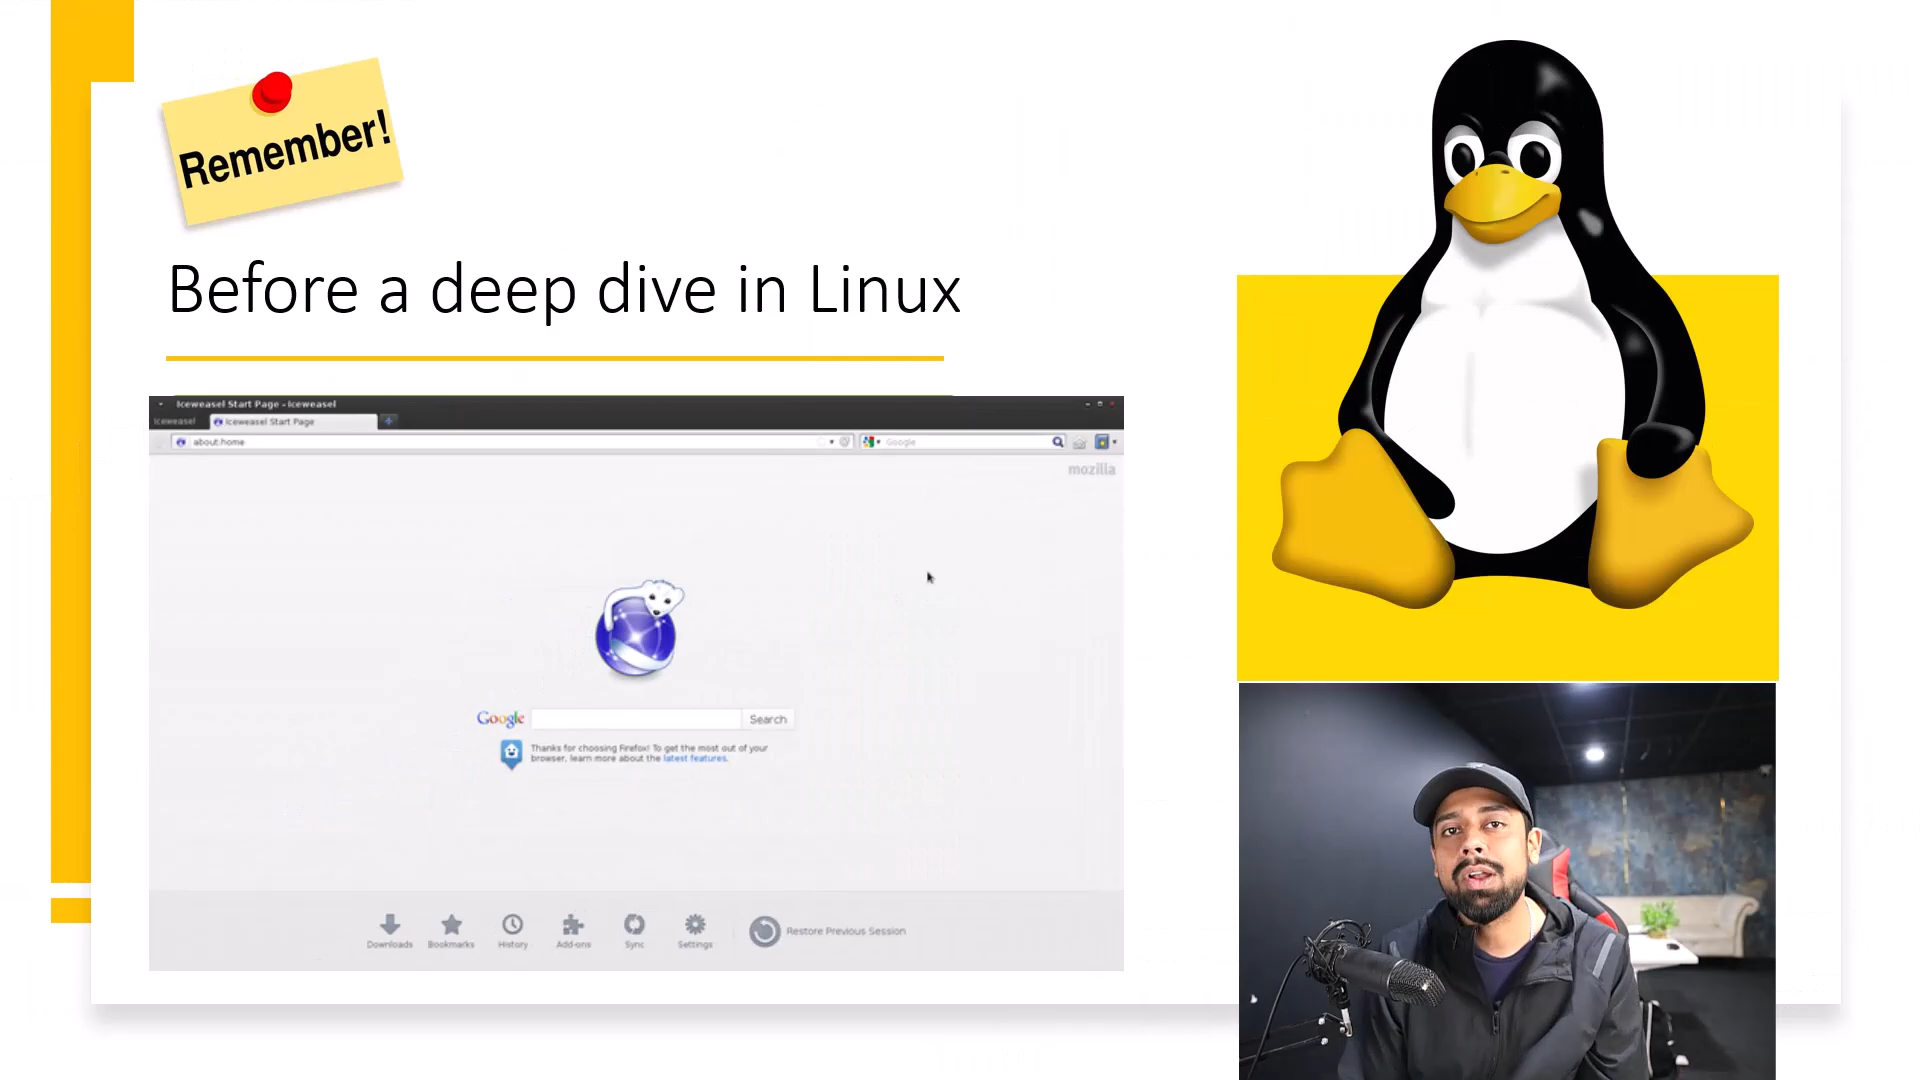 Remember!
Before a deep dive in Linux
Iceweasel Start Page - Iceweasel
Iceweasel
Iceweasel Start Page
about:home
Google
mozilla
Google
Search
Thanks for choosing Firefox! To get the most out of your
browser, learn more about the latest features.
Downloads
Bookmarks
History
Add-ons
Sync
Settings
Restore Previous Session